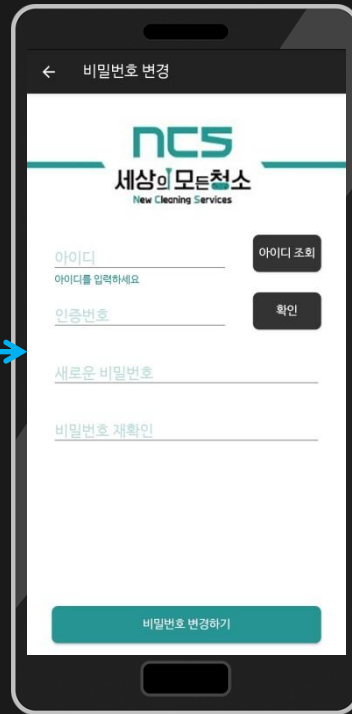 비밀번호 변경
ncs
세상의 모든청소
New Cleaning Services
아이디
아이디 조회
아이디를 입력하세요
인증번호
확인
새로운 비밀번호
비밀번호 재확인
비밀번호 변경하기